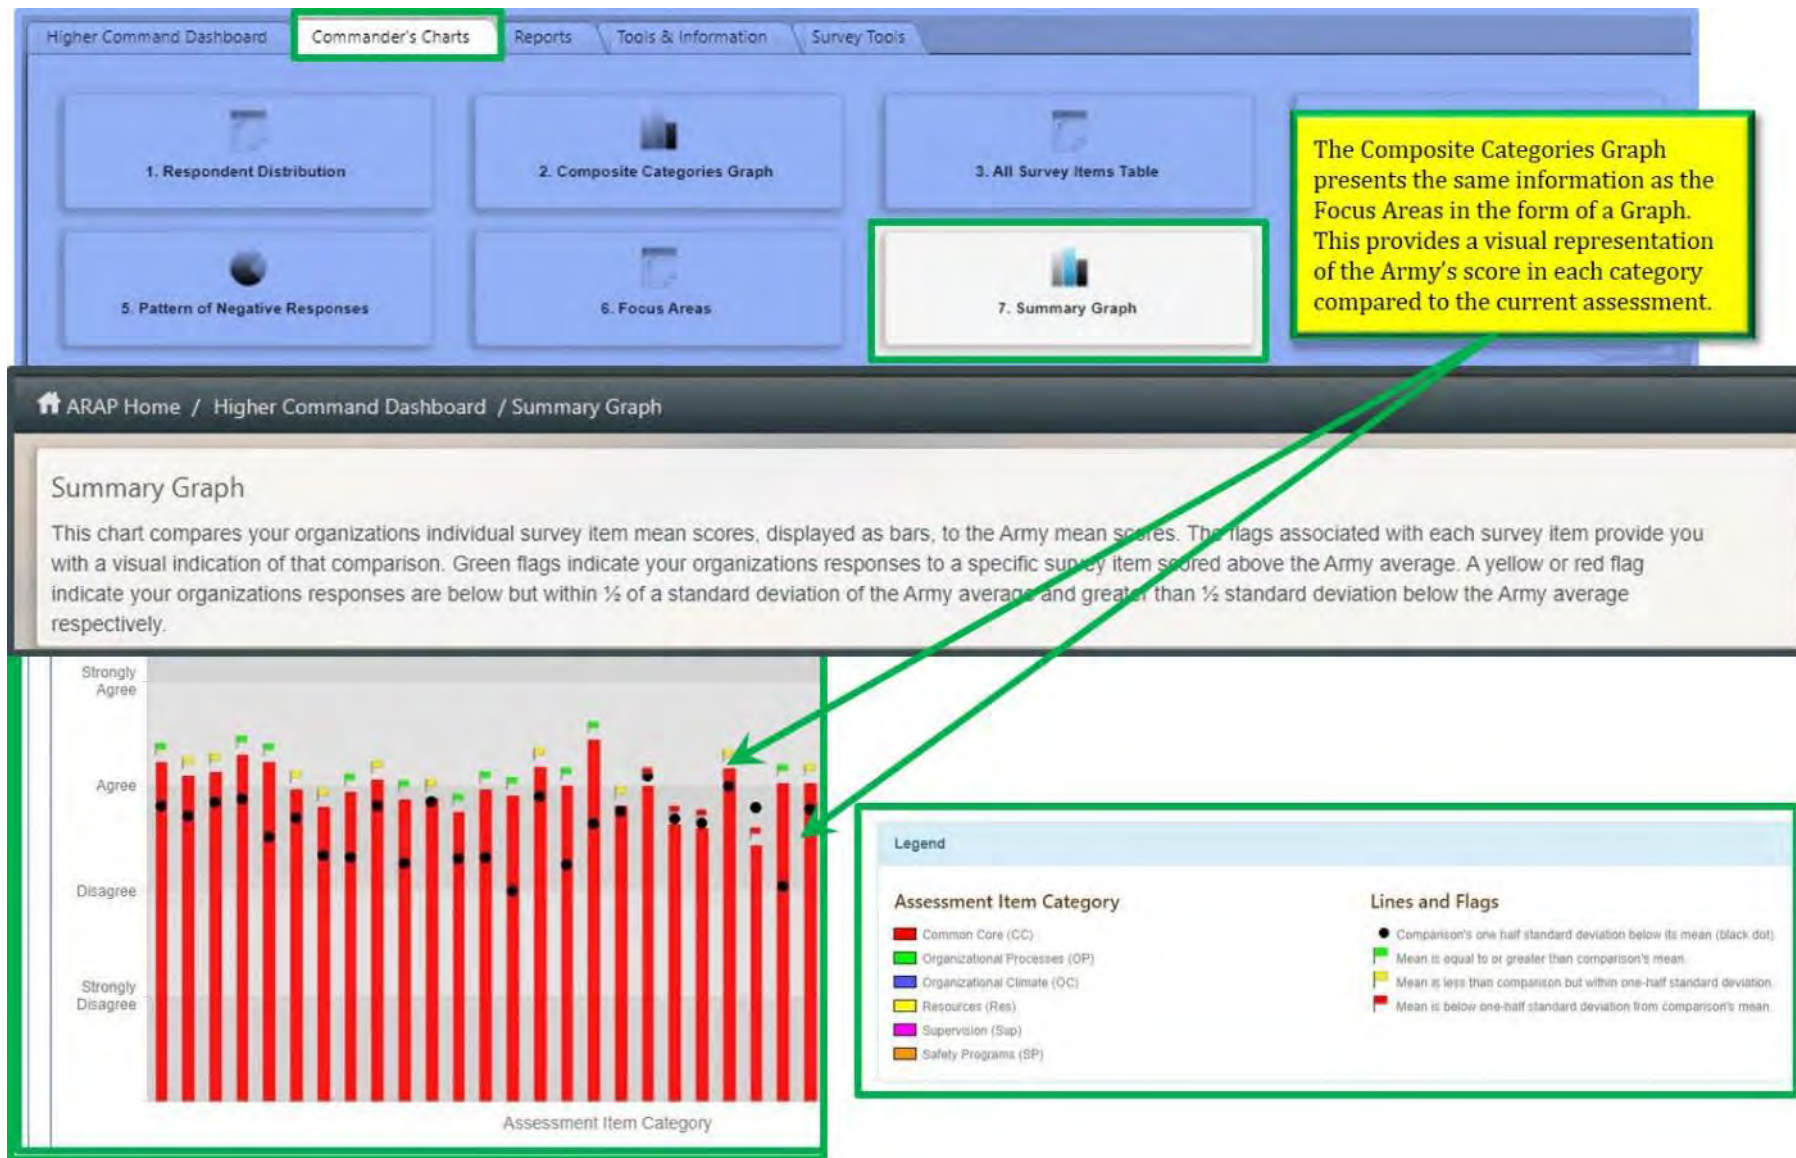 Higher Command Dashboard
Commander's Charts
Reports
Tools & Information
Survey Tools
1. Respondent Distribution
2. Composite Categories Graph
3. All Survey Items Table
The Composite Categories Graph
presents the same information as the
Focus Areas in the form of a Graph.
This provides a visual representation
of the Army's score in each category
compared to the current assessment.
5. Pattern of Negative Responses
6. Focus Areas
7. Summary Graph
ARAP Home / Higher Command Dashboard / Summary Graph
Summary Graph
This chart compares your organizations individual survey item mean scores, displayed as bars, to the Army mean scores. The flags associated with each survey item provide you
with a visual indication of that comparison. Green flags indicate your organizations responses to a specific survey item scored above the Army average. A yellow or red flag
indicate your organizations responses are below but within ½ of a standard deviation of the Army average and greater than ½ standard deviation below the Army average
respectively.
Strongly
Agree
Agree
Disagree
Strongly
Disagree
Assessment Item Category
Legend
Assessment Item Category
Common Core (CC)
Organizational Processes (OP)
Organizational Climate (OC)
Resources (Res)
Supervision (Sup)
Safety Programs (SP)
Lines and Flags
Comparison's one half standard deviation below its mean (black dot)
Mean is equal to or greater than comparison's mean.
Mean is less than comparison but within one-half standard deviation.
Mean is below one-half standard deviation from comparison's mean.